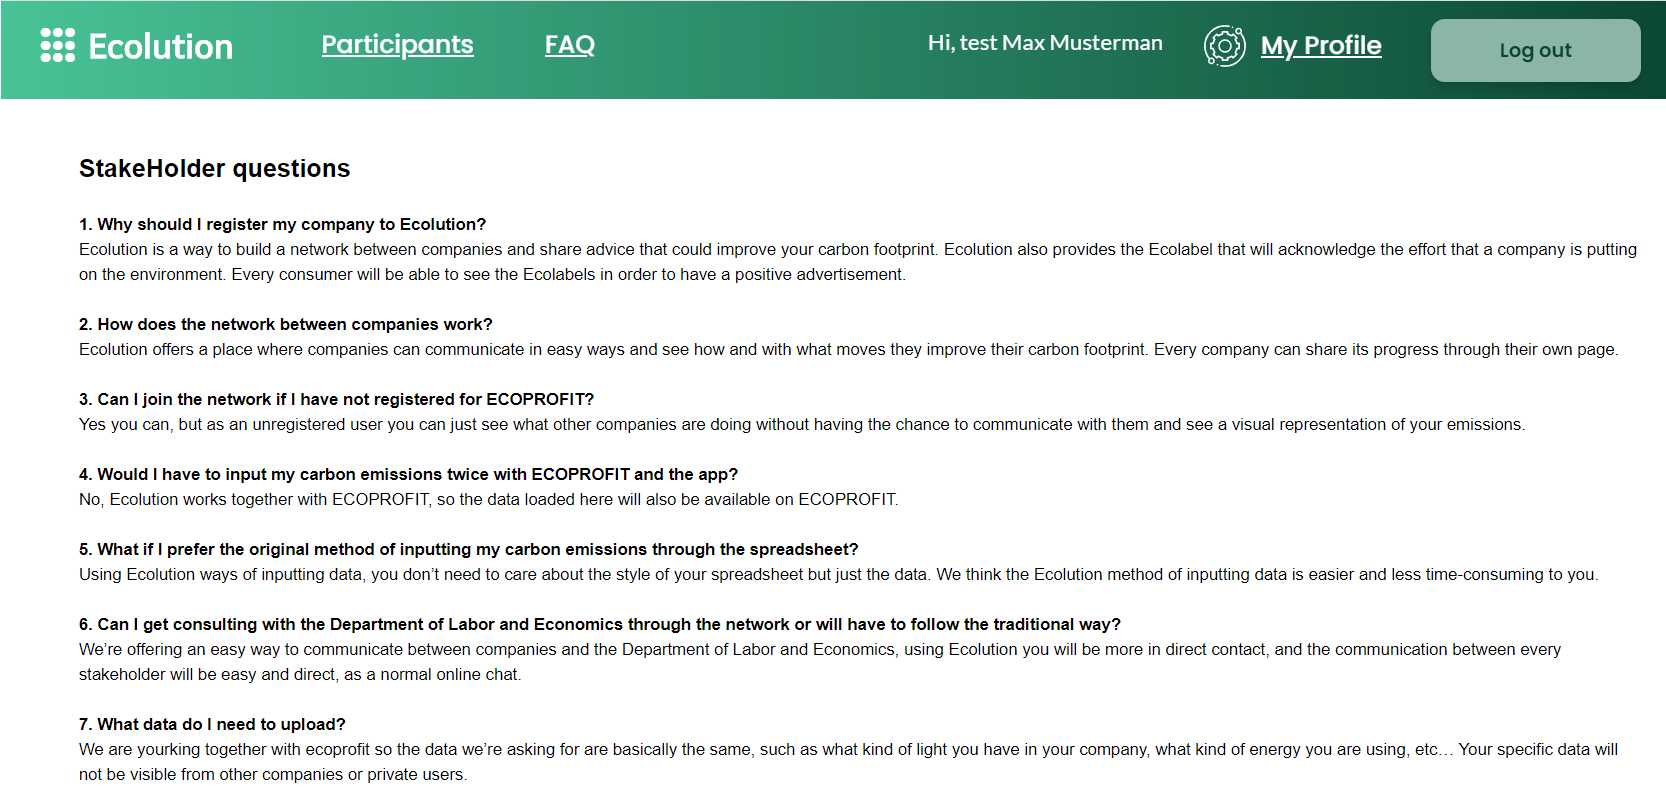 Ecolution
Participants
FAQ
Hi, test Max Musterman
My Profile
Log out
StakeHolder questions
1. Why should I register my company to Ecolution?
Ecolution is a way to build a network between companies and share advice that could improve your carbon footprint. Ecolution also provides the Ecolabel that will acknowledge the effort that a company is putting
on the environment. Every consumer will be able to see the Ecolabels in order to have a positive advertisement.
2. How does the network between companies work?
Ecolution offers a place where companies can communicate in easy ways and see how and with what moves they improve their carbon footprint. Every company can share its progress through their own page.
3. Can I join the network if I have not registered for ECOPROFIT?
Yes you can, but as an unregistered user you can just see what other companies are doing without having the chance to communicate with them and see a visual representation of your emissions.
4. Would I have to input my carbon emissions twice with ECOPROFIT and the app?
No, Ecolution works together with ECOPROFIT, so the data loaded here will also be available on ECOPROFIT.
5. What if I prefer the original method of inputting my carbon emissions through the spreadsheet?
Using Ecolution ways of inputting data, you don’t need to care about the style of your spreadsheet but just the data. We think the Ecolution method of inputting data is easier and less time-consuming to you.
6. Can I get consulting with the Department of Labor and Economics through the network or will have to follow the traditional way?
We’re offering an easy way to communicate between companies and the Department of Labor and Economics, using Ecolution you will be more in direct contact, and the communication between every
stakeholder will be easy and direct, as a normal online chat.
7. What data do I need to upload?
We are yourking together with ecoprofit so the data we’re asking for are basically the same, such as what kind of light you have in your company, what kind of energy you are using, etc… Your specific data will
not be visible from other companies or private users.